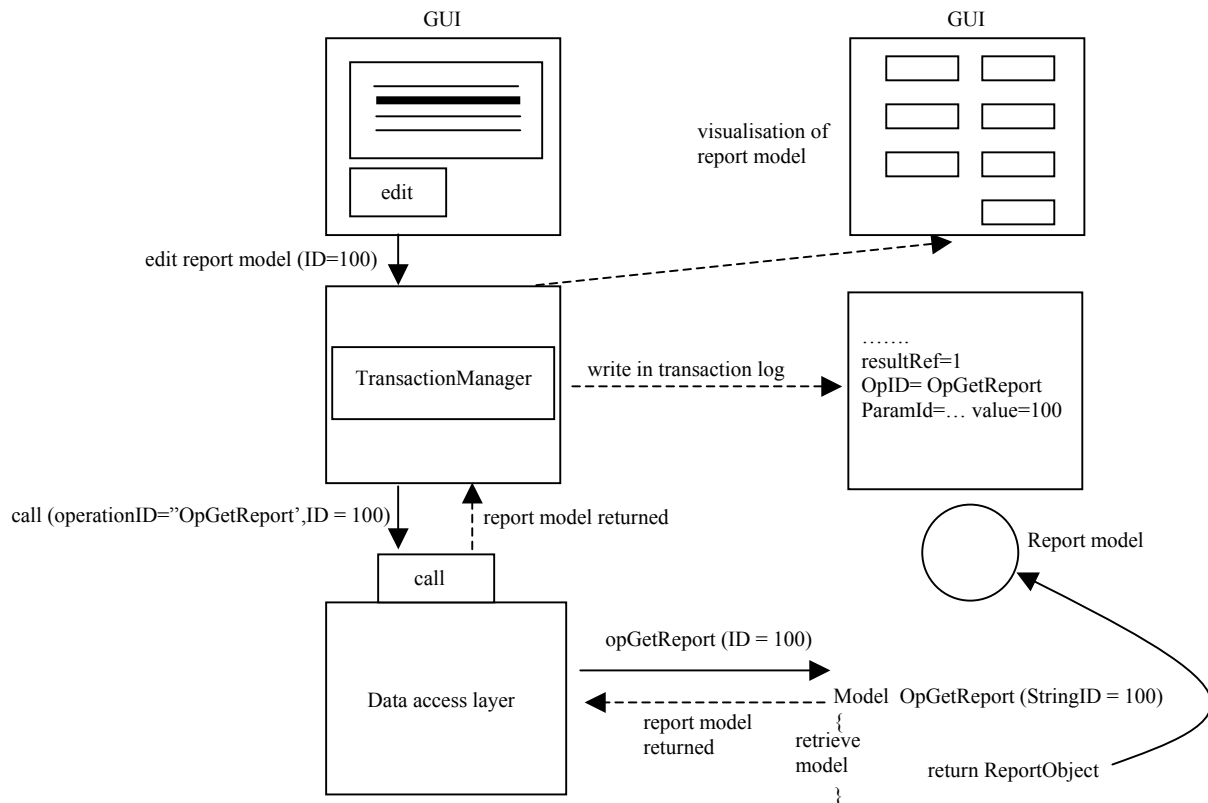 GUI
GUI
visualisation of
report model
edit
edit report model (ID=100)
TransactionManager
write in transaction log
…….
resultRef=1
OpID= OpGetReport
ParamId=… value=100
call (operationID=”OpGetReport’,ID = 100)
report model returned
Report model
call
opGetReport (ID = 100)
Data access layer
Model OpGetReport (StringID = 100)
{
report model
returned
retrieve
model
return ReportObject
}